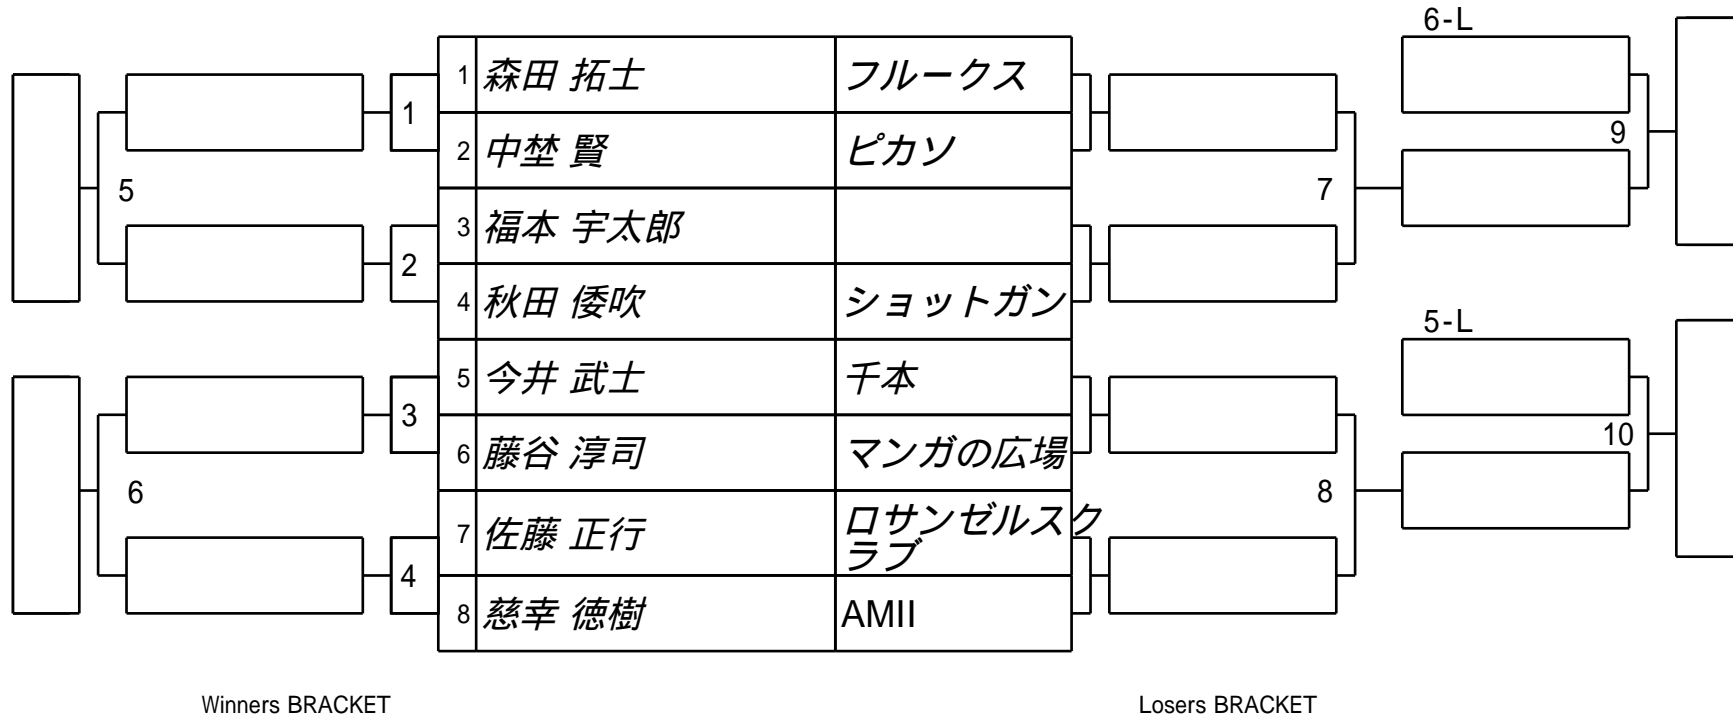 6-L
1 森田 拓士 フルークス
1
2 中埜 賢 ピカソ
9
5
7
3 福本 宇太郎
2
4 秋田 倭吹 ショットガン
5-L
5 今井 武士 千本
3
6 藤谷 淳司 マンガの広場
10
6
8
7 佐藤 正行 ロサンゼルスク
ラブ
4
8 慈幸 徳樹 AMII
Winners BRACKET
Losers BRACKET